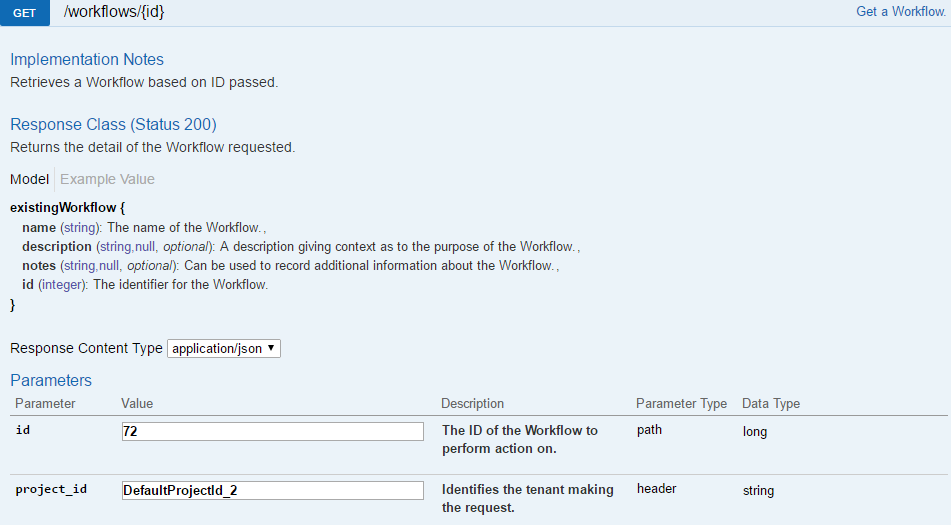 GET /workflows/{id} Get a Workflow.
Implementation Notes
Retrieves a Workflow based on ID passed.
Response Class (Status 200)
Returns the detail of the Workflow requested.
Model Example Value
existingWorkflow {
name (string): The name of the Workflow. ,
description (string,null, optional): A description giving context as to the purpose of the Workflow. ,
notes (string,null, optional): Can be used to record additional information about the Workflow. ,
id (integer): The identifier for the Workflow.
}
Response Content Type application/json
Parameters
Parameter Value Description Parameter Type Data Type
id 72 The ID of the Workflow to path long
perform action on.
project_id DefaultProjectId_2 Identifies the tenant making header string
the request.